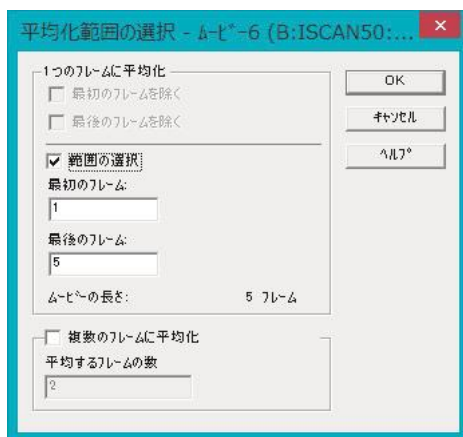 平均化範囲の選択 - ﾑｰﾋﾞｰ6 (B:ISCAN50:...
1つのﾌﾚｰﾑに平均化
最初のﾌﾚｰﾑを除く
最後のﾌﾚｰﾑを除く
範囲の選択
最初のﾌﾚｰﾑ:
1
最後のﾌﾚｰﾑ:
5
ﾑｰﾋﾞｰの長さ:
5 ﾌﾚｰﾑ
複数のﾌﾚｰﾑに平均化
平均するﾌﾚｰﾑの数
2
OK
ｷｬﾝｾﾙ
ﾍﾙﾌﾟ